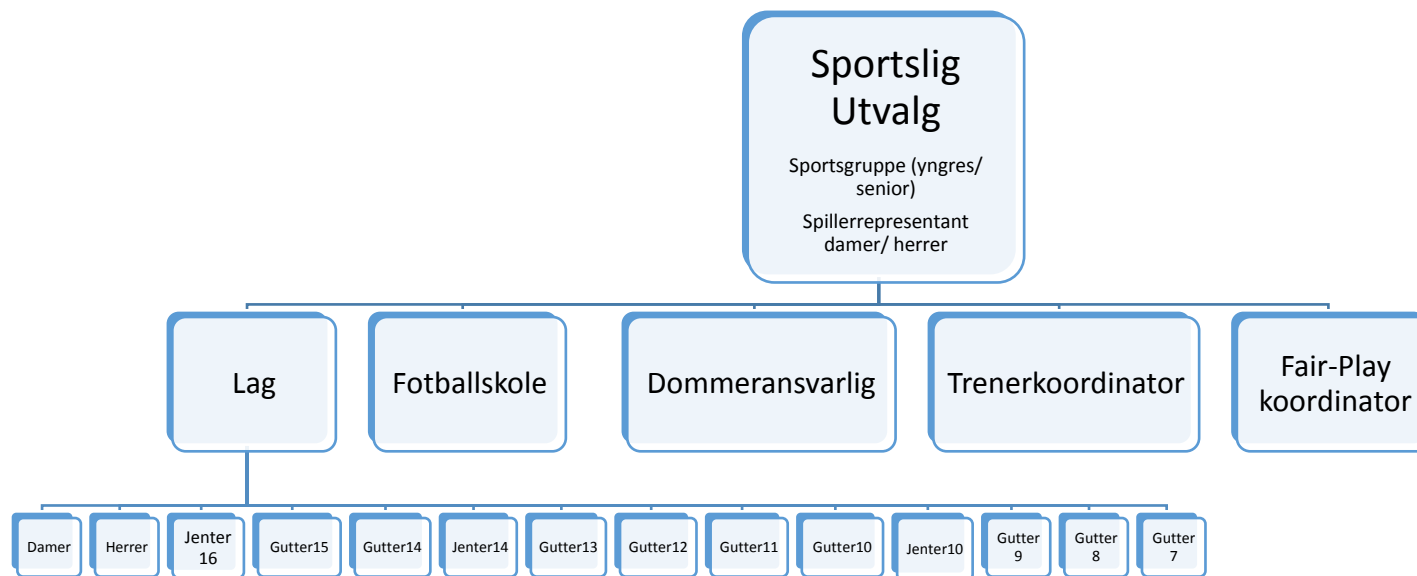 Sportslig
Utvalg
Sportsgruppe (yngres/
senior)
Spillerrepresentant
damer/ herrer
Lag
Fotballskole
Dommeransvarlig
Trenerkoordinator
Fair-Play
koordinator
Damer
Herrer
Jenter
16
Gutter15
Gutter14
Jenter14
Gutter13
Gutter12
Gutter11
Gutter10
Jenter10
Gutter
9
Gutter
8
Gutter
7